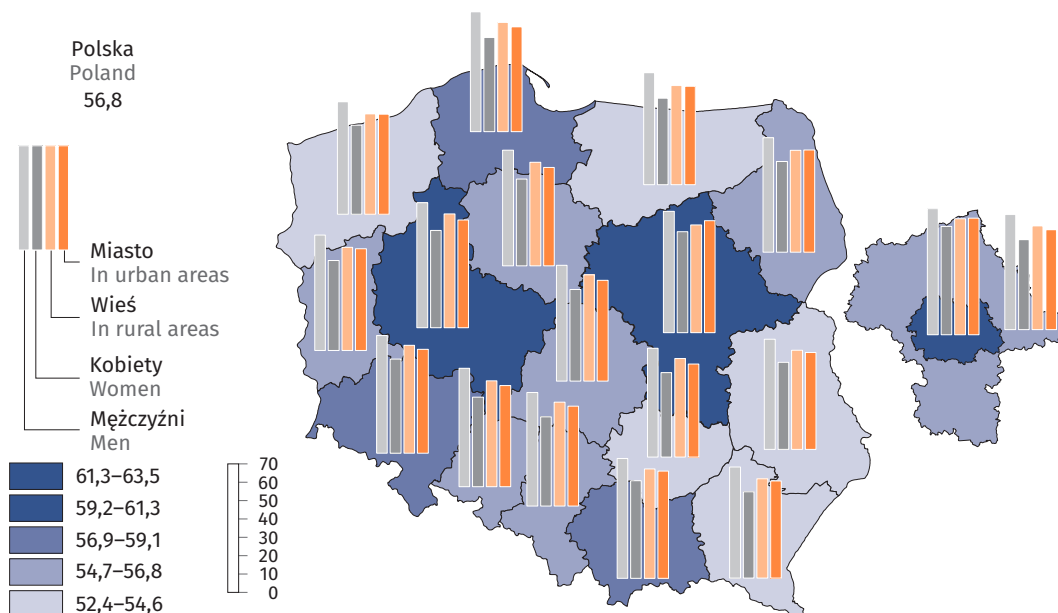 Polska
Poland
56,8
Miasto
In urban areas
Wieś
In rural areas
Kobiety
Women
Mężczyźni
Men
61,3–63,5
59,2–61,3
56,9–59,1
54,7–56,8
52,4–54,6
70
60
50
40
30
20
10
0